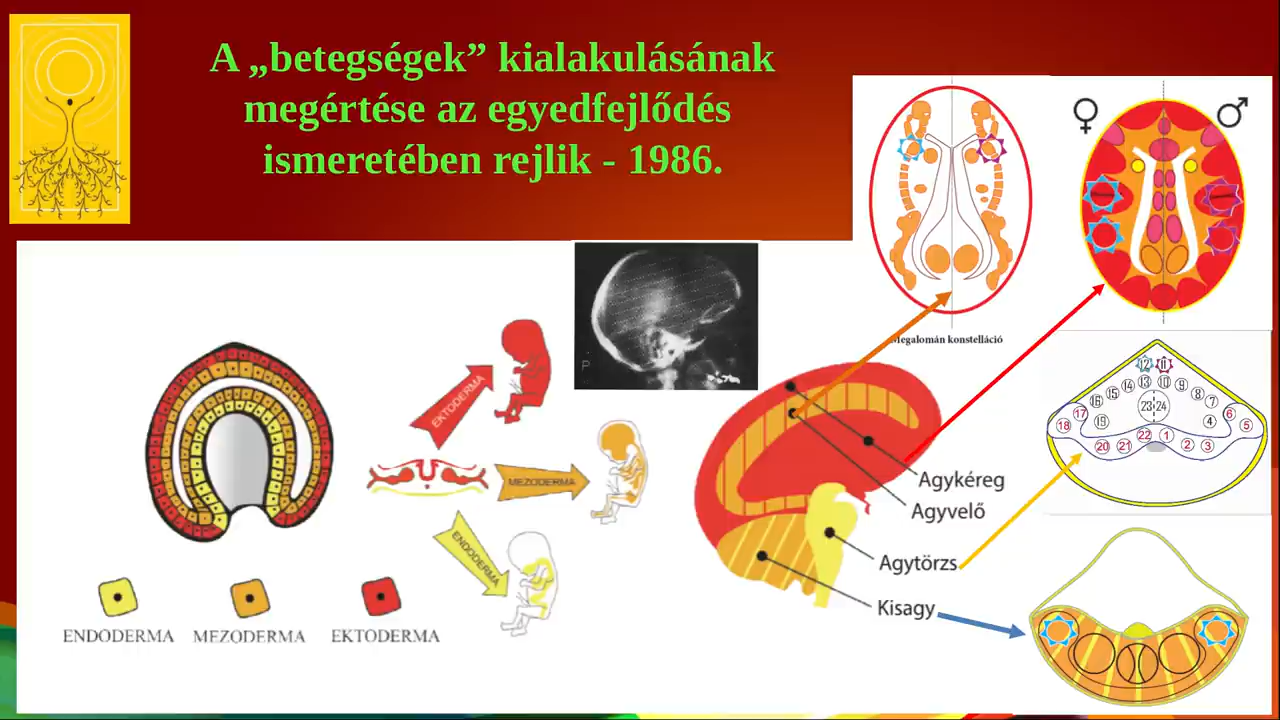 A „betegségek” kialakulásának
megértése az egyedfejlődés
ismeretében rejlik - 1986.
♀
♂
Megalomán konstelláció
P
EKTODERMA
MEZODERMA
ENDODERMA
ENDODERMA
MEZODERMA
EKTODERMA
Agykéreg
Agyvelő
Agytörzs
Kisagy
12 11
16 15 14 13 10 9 8 7
23 24
18 17 19 4 6 5
20 21 22 1 2 3